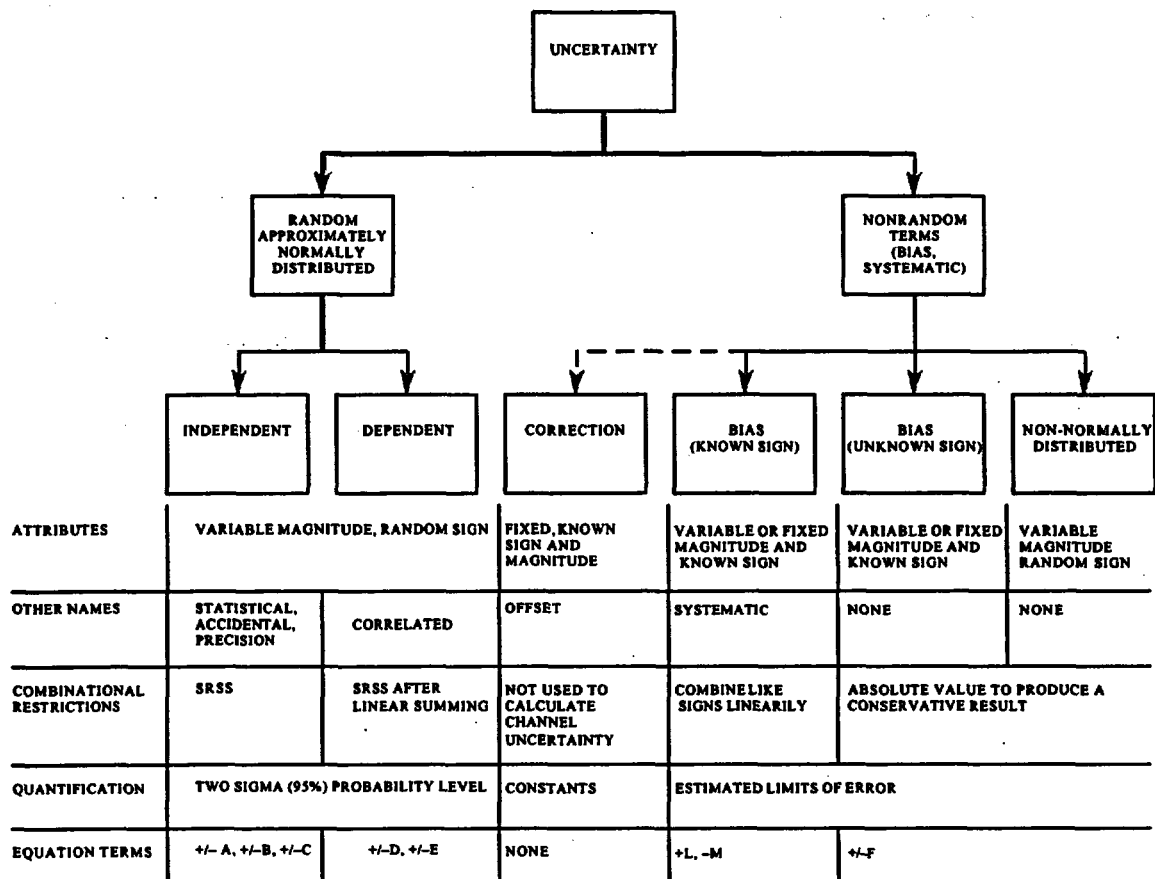 UNCERTAINTY
RANDOM
APPROXIMATELY
NORMALLY
DISTRIBUTED
NONRANDOM
TERMS
(BIAS,
SYSTEMATIC)
INDEPENDENT
DEPENDENT
CORRECTION
BIAS
(KNOWN SIGN)
BIAS
(UNKNOWN SIGN)
NON-NORMALLY
DISTRIBUTED
ATTRIBUTES
VARIABLE MAGNITUDE, RANDOM SIGN
FIXED, KNOWN
SIGN AND
MAGNITUDE
VARIABLE OR FIXED
MAGNITUDE AND
KNOWN SIGN
VARIABLE OR FIXED
MAGNITUDE AND
KNOWN SIGN
VARIABLE
MAGNITUDE
RANDOM SIGN
OTHER NAMES
STATISTICAL,
ACCIDENTAL,
PRECISION
CORRELATED
OFFSET
SYSTEMATIC
NONE
NONE
COMBINATIONAL
RESTRICTIONS
SRSS
SRSS AFTER
LINEAR SUMMING
NOT USED TO
CALCULATE
CHANNEL
UNCERTAINTY
COMBINE LIKE
SIGNS LINEARILY
ABSOLUTE VALUE TO PRODUCE A
CONSERVATIVE RESULT
QUANTIFICATION
TWO SIGMA (95%) PROBABILITY LEVEL
CONSTANTS
ESTIMATED LIMITS OF ERROR
EQUATION TERMS
+/- A, +/-B, +/-C
+/-D, +/-E
NONE
+L, -M
+/-F